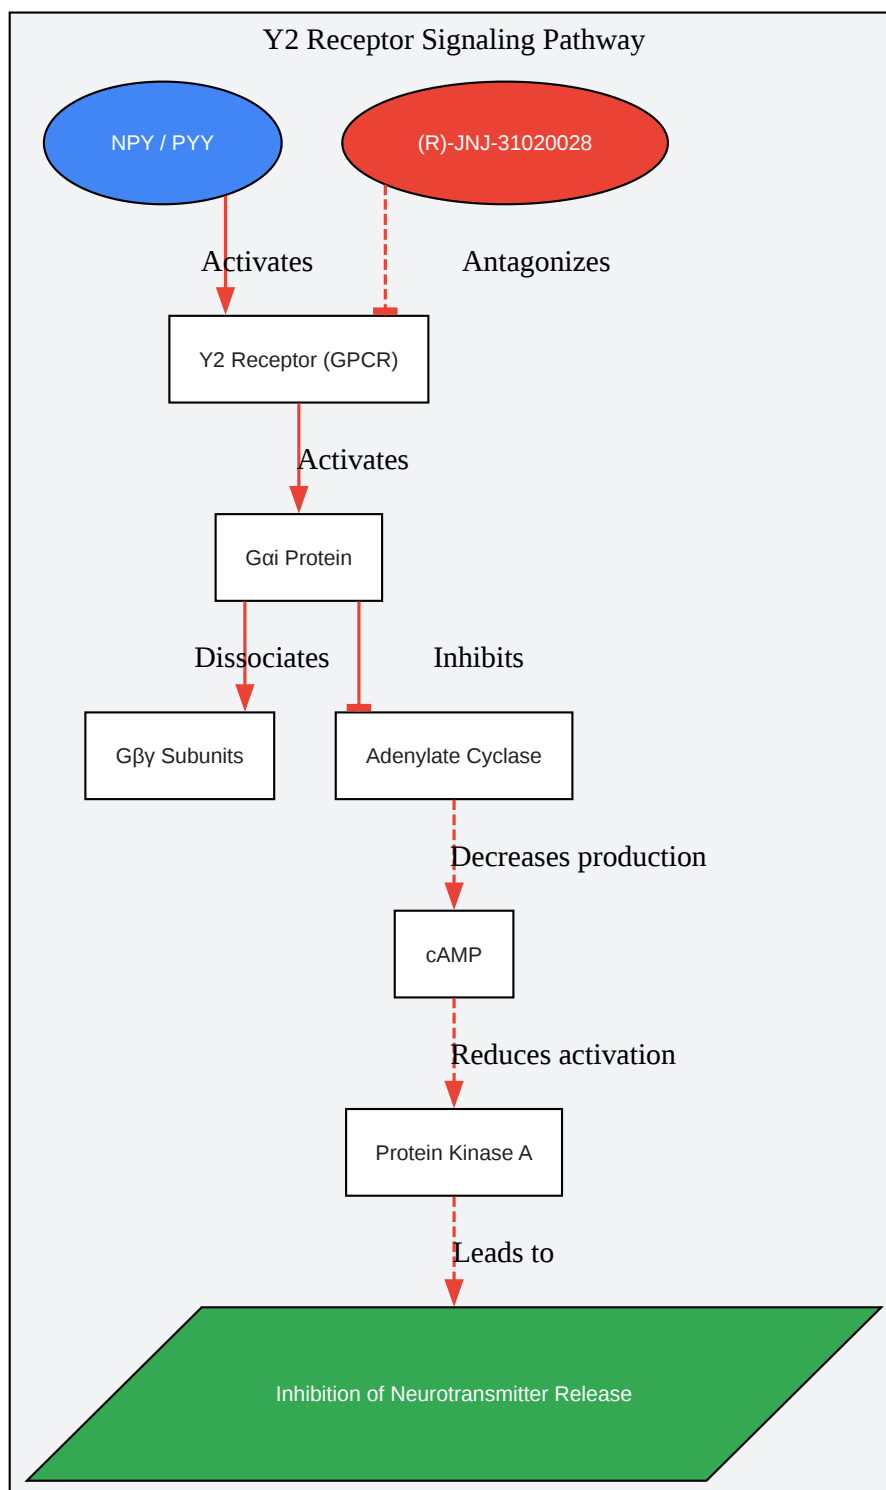 Y2 Receptor Signaling Pathway
NPY / PYY
(R)-JNJ-31020028
Activates
Antagonizes
Y2 Receptor (GPCR)
Activates
Gαi Protein
Dissociates
Inhibits
Gβγ Subunits
Adenylate Cyclase
Decreases production
cAMP
Reduces activation
Protein Kinase A
Leads to
Inhibition of Neurotransmitter Release